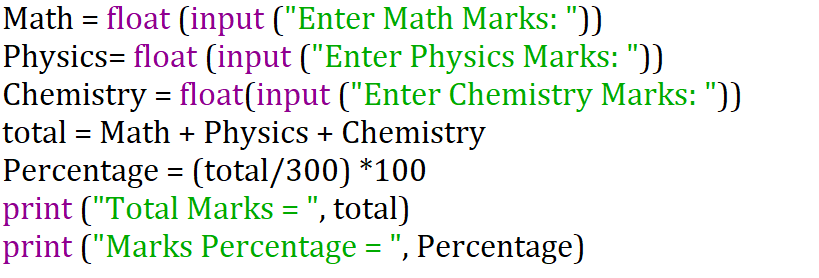 Math = float (input ("Enter Math Marks: "))
Physics= float (input ("Enter Physics Marks: "))
Chemistry = float(input ("Enter Chemistry Marks: "))
total = Math + Physics + Chemistry
Percentage = (total/300) *100
print ("Total Marks = ", total)
print ("Marks Percentage = ", Percentage)